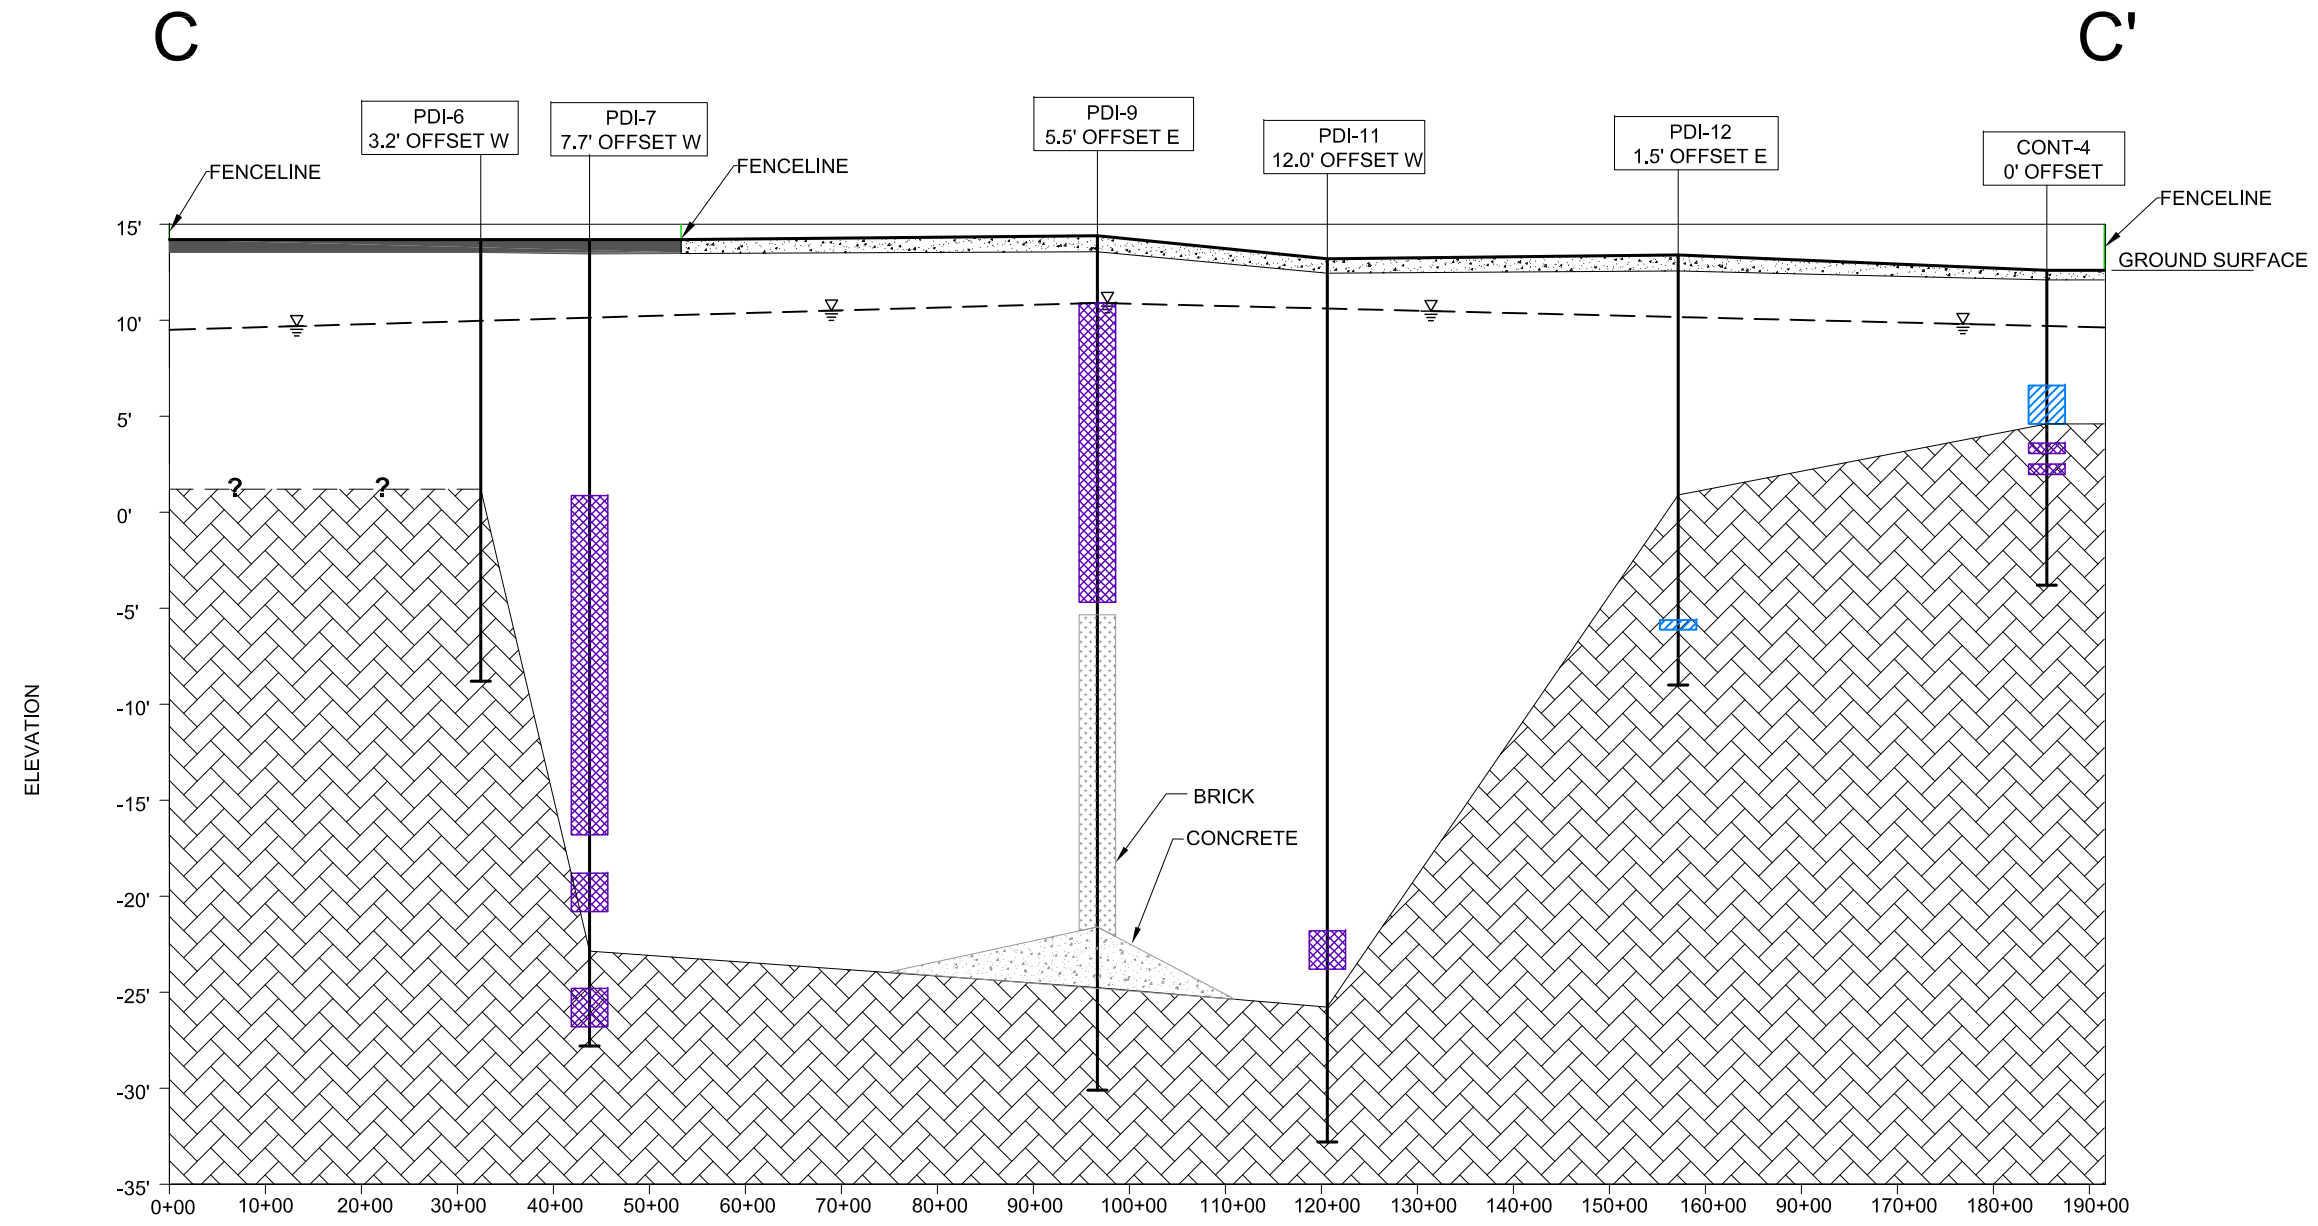 C
C'
PDI-6
3.2' OFFSET W
PDI-7
7.7' OFFSET W
PDI-9
5.5' OFFSET E
PDI-11
12.0' OFFSET W
PDI-12
1.5' OFFSET E
CONT-4
0' OFFSET
FENCELINE
FENCELINE
FENCELINE
GROUND SURFACE
15'
10'
5'
0'
-5'
-10'
-15'
-20'
-25'
-30'
-35'
ELEVATION
?
?
BRICK
CONCRETE
0+00
10+00
20+00
30+00
40+00
50+00
60+00
70+00
80+00
90+00
100+00
110+00
120+00
130+00
140+00
150+00
160+00
90+00
170+00
180+00
190+00